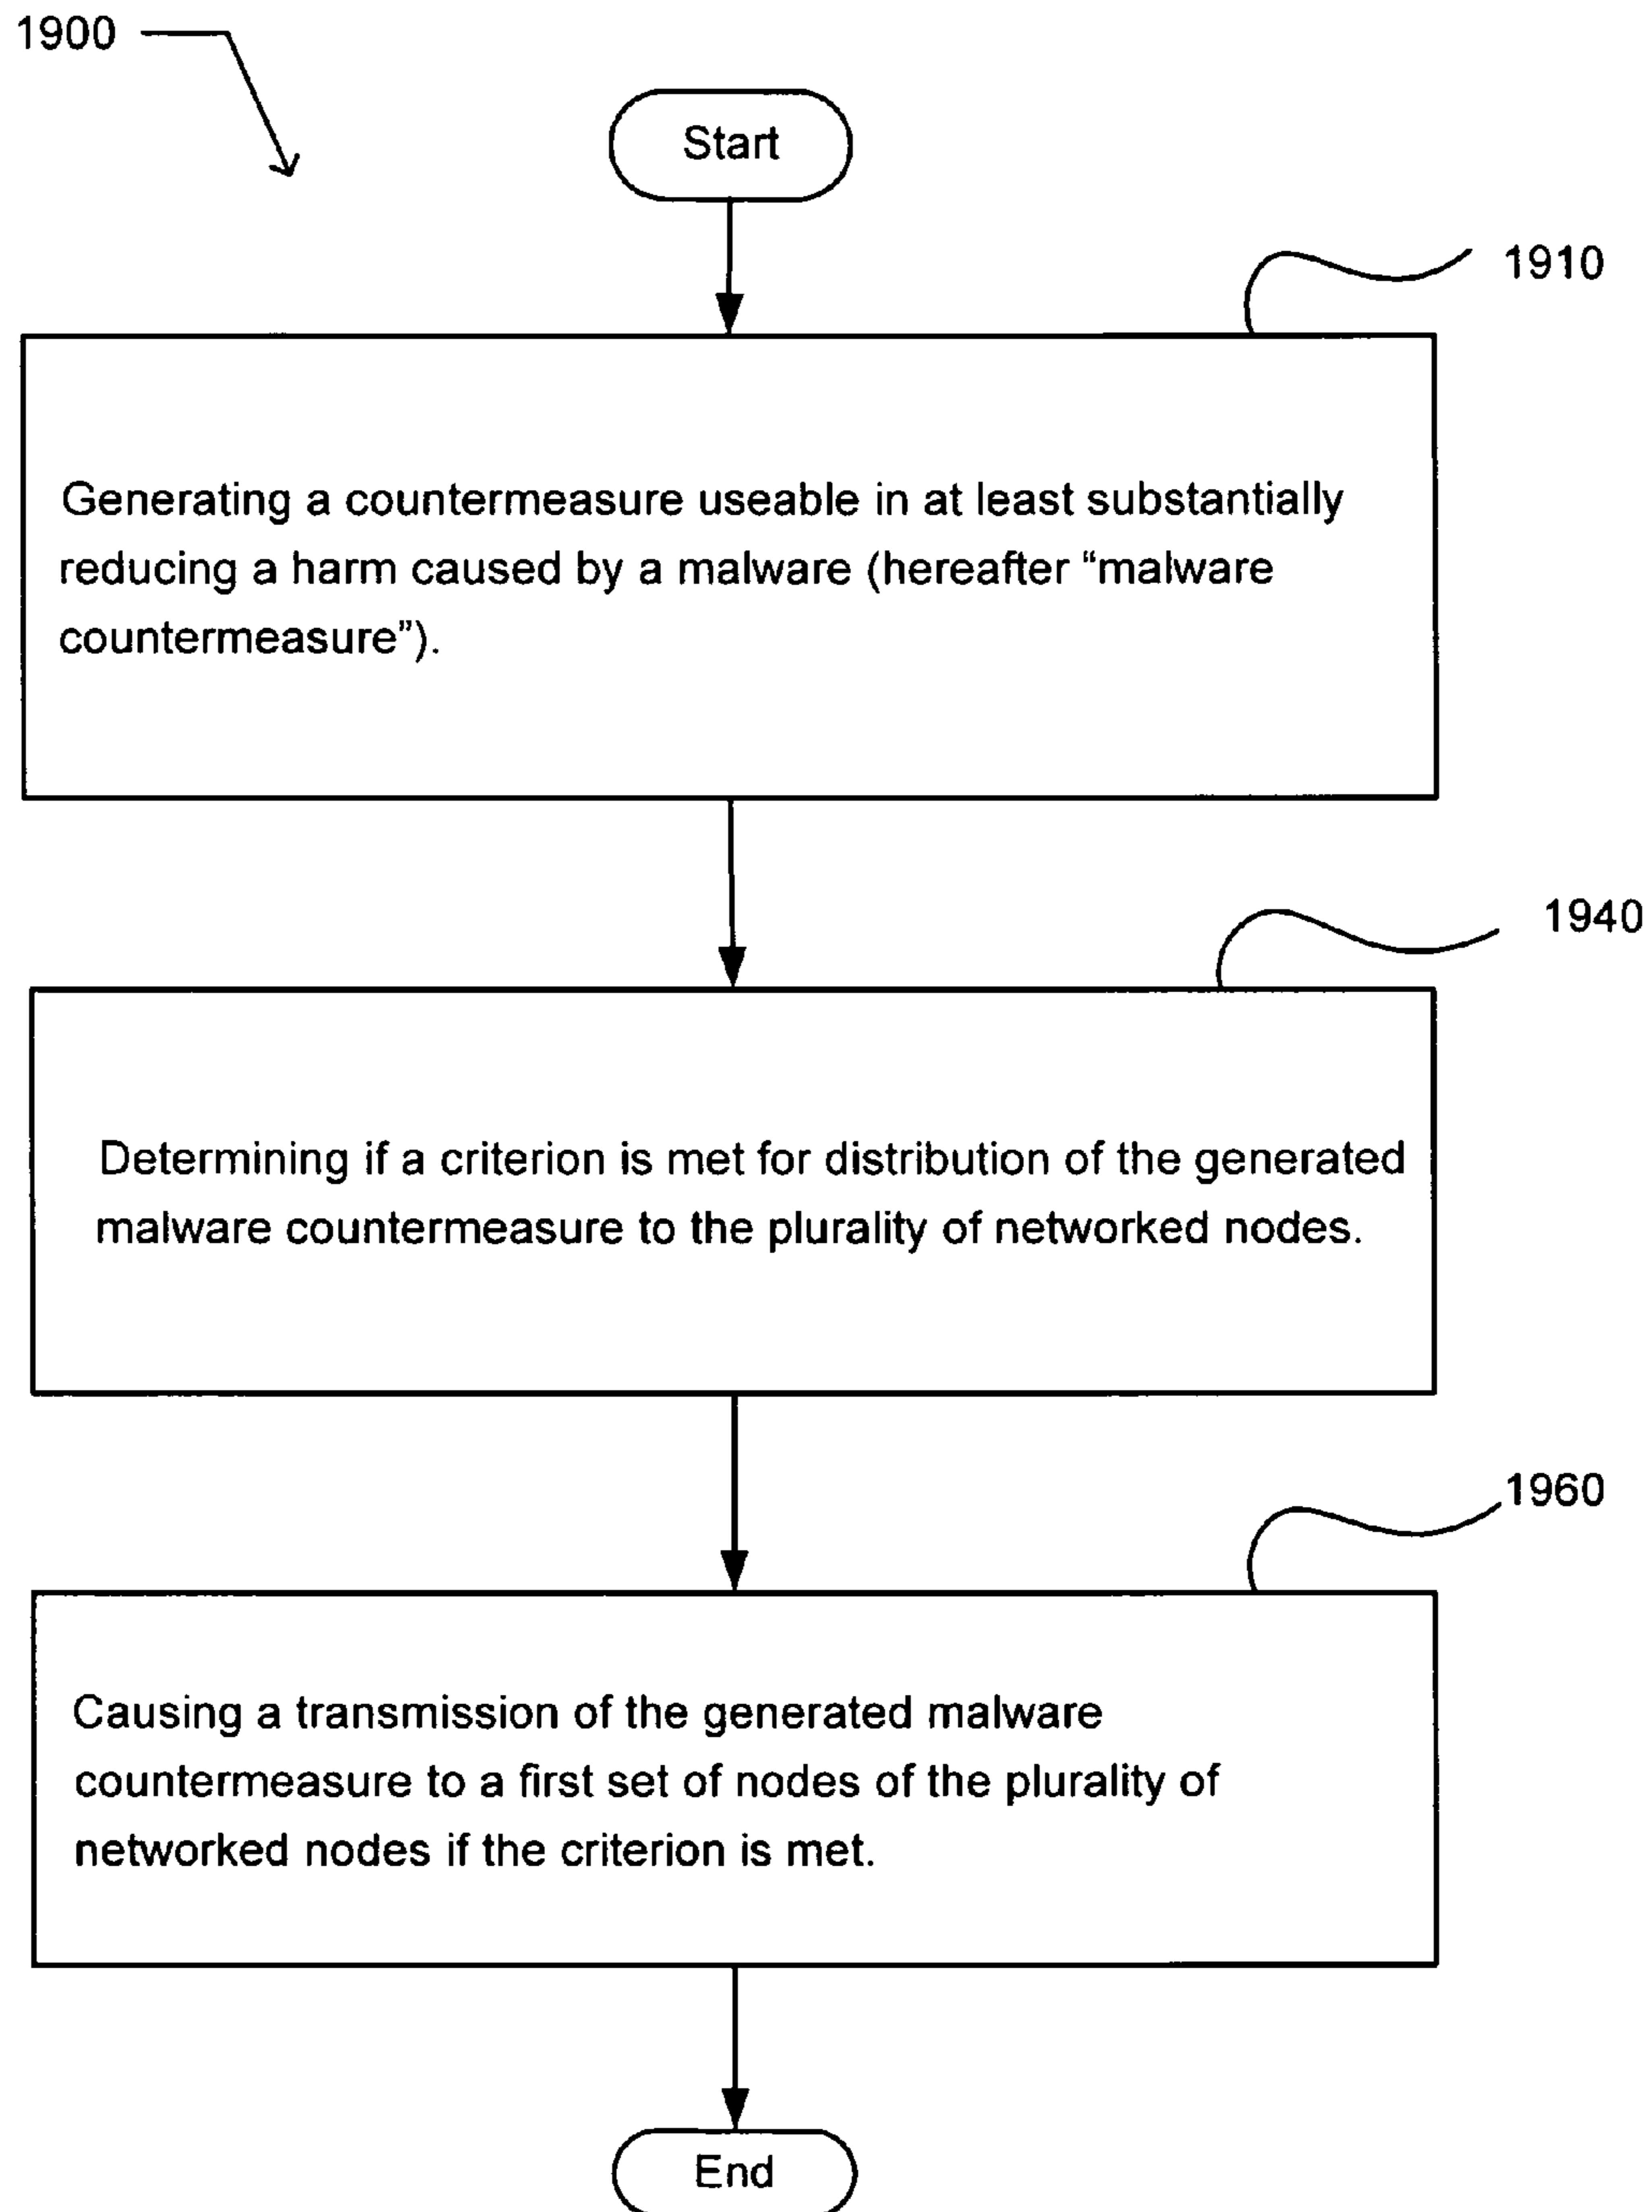 1900
Start
1910
Generating a countermeasure useable in at least substantially
reducing a harm caused by a malware (hereafter “malware
countermeasure”).
1940
Determining if a criterion is met for distribution of the generated
malware countermeasure to the plurality of networked nodes.
1960
Causing a transmission of the generated malware
countermeasure to a first set of nodes of the plurality of
networked nodes if the criterion is met.
End